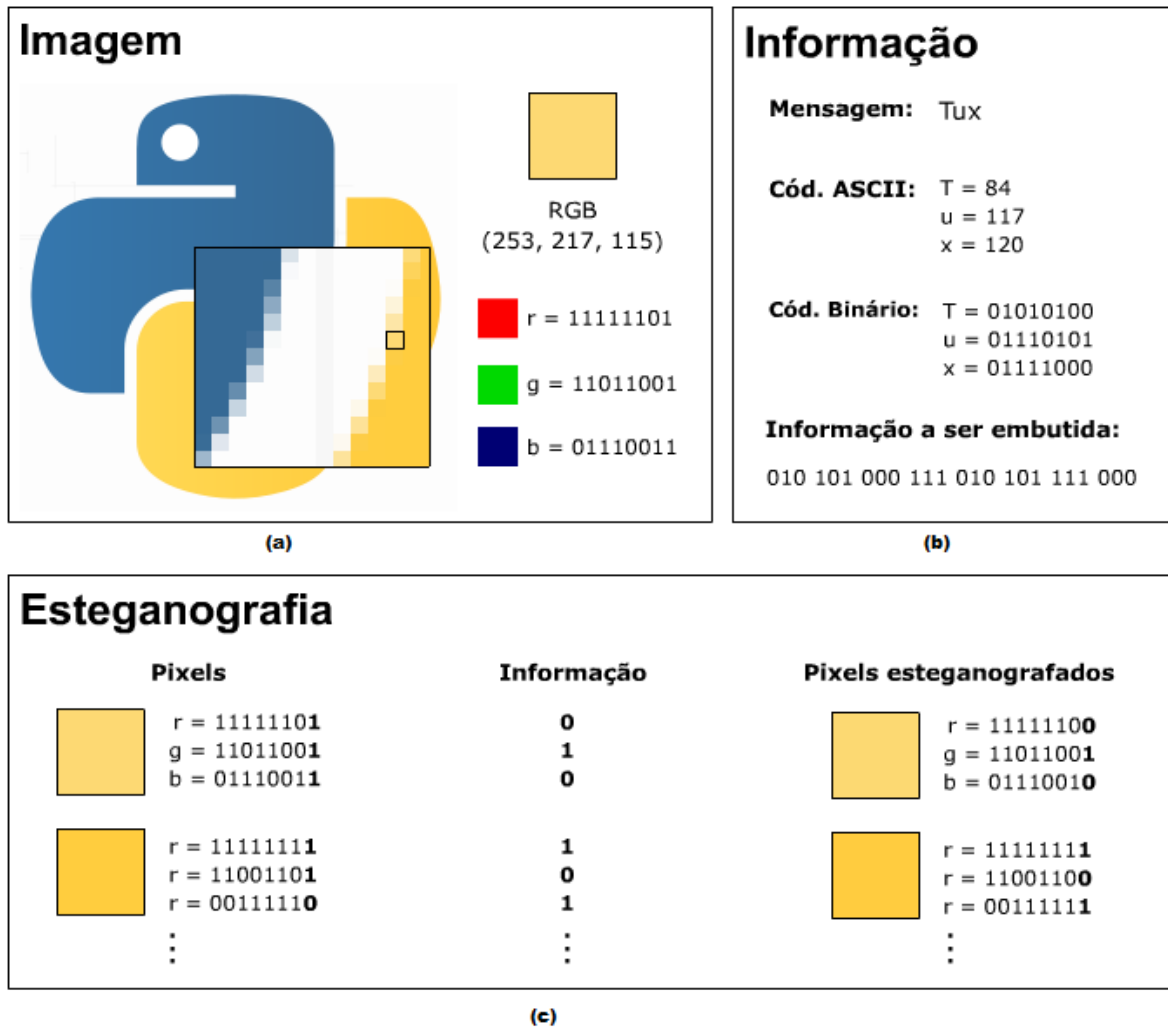 Imagem
RGB
(253, 217, 115)
r = 11111101
g = 11011001
b = 01110011
(a)
Informação
Mensagem: Tux
Cód. ASCII: T = 84
u = 117
x = 120
Cód. Binário: T = 01010100
u = 01110101
x = 01111000
Informação a ser embutida:
010 101 000 111 010 101 111 000
(b)
Esteganografia
Pixels Informação Pixels esteganografados
r = 11111101 0 r = 11111100
g = 11011001 1 g = 11011001
b = 01110011 0 b = 01110010
r = 11111111 1 r = 11111111
r = 11001101 0 r = 11001100
r = 00111110 1 r = 00111111
(c)